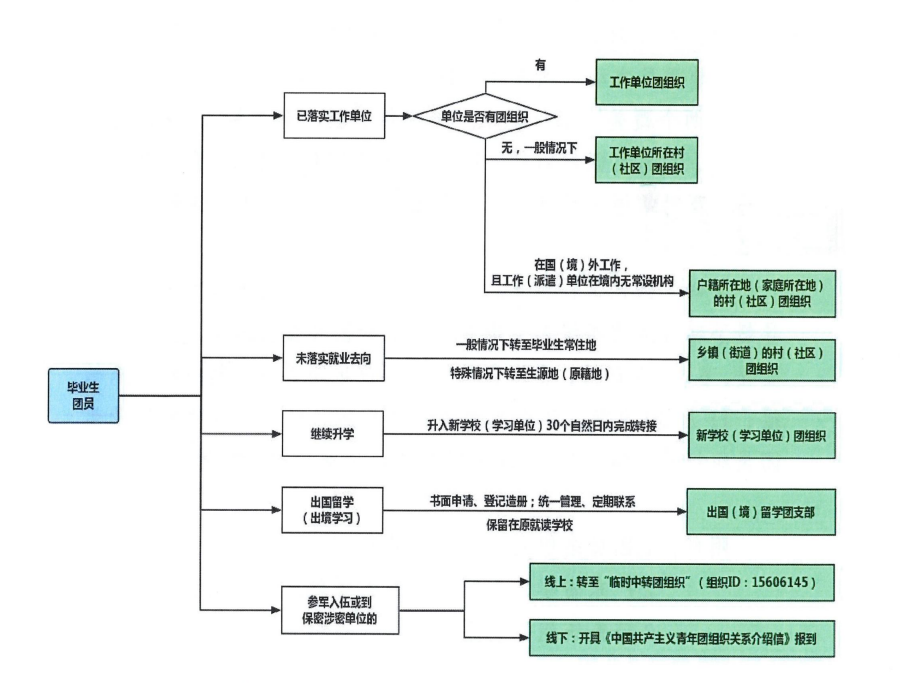 有
工作单位团组织
已落实工作单位
单位是否有团组织
无，一般情况下
工作单位所在村
（社区）团组织
在国（境）外工作，
且工作（派遣）单位在境内无常设机构
户籍所在地（家庭所在地）
的村（社区）团组织
未落实就业去向
一般情况下转至毕业生常住地
特殊情况下转至生源地（原籍地）
乡镇（街道）的村（社区）
团组织
毕业生
团员
继续升学
升入新学校（学习单位）30个自然日内完成转接
新学校（学习单位）团组织
出国留学
（出境学习）
书面申请、登记造册；统一管理、定期联系
保留在原就读学校
出国（境）留学团支部
参军入伍或到
保密涉密单位的
线上：转至“临时中转团组织”（组织ID：15606145）
线下：开具《中国共产主义青年团组织关系介绍信》报到